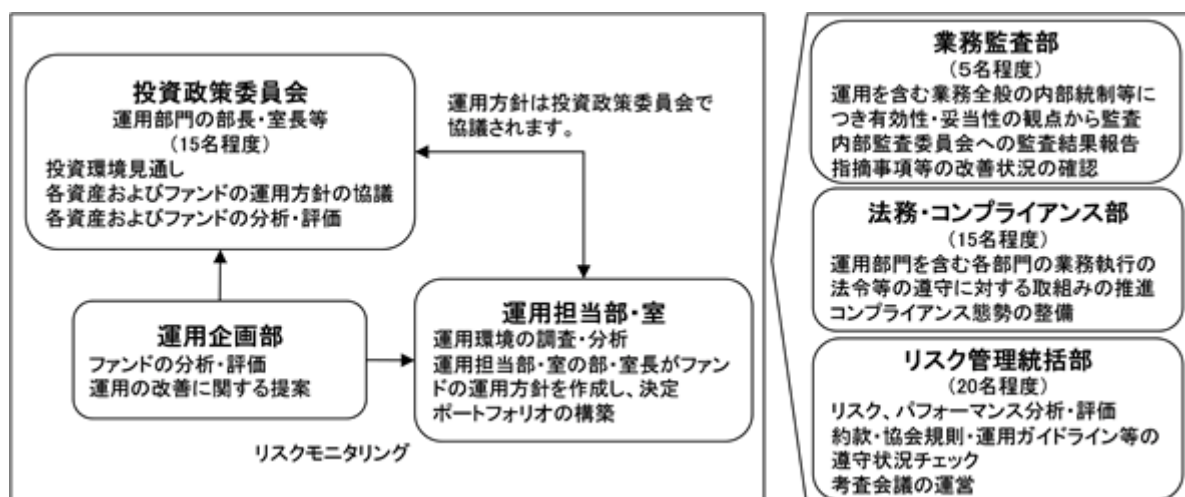 投資政策委員会
運用部門の部長・室長等
(15名程度)
投資環境見通し
各資産およびファンドの運用方針の協議
各資産およびファンドの分析・評価
運用方針は投資政策委員会で
協議されます。
運用企画部
ファンドの分析・評価
運用の改善に関する提案
運用担当部・室
運用環境の調査・分析
運用担当部・室の部・室長がファン
ドの運用方針を作成し、決定
ポートフォリオの構築
リスクモニタリング
業務監査部
(5名程度)
運用を含む業務全般の内部統制等に
つき有効性・妥当性の観点から監査
内部監査委員会への監査結果報告
指摘事項等の改善状況の確認
法務・コンプライアンス部
(15名程度)
運用部門を含む各部門の業務執行の
法令等の遵守に対する取組みの推進
コンプライアンス態勢の整備
リスク管理統括部
(20名程度)
リスク、パフォーマンス分析・評価
約款・協会規則・運用ガイドライン等の
遵守状況チェック
考査会議の運営